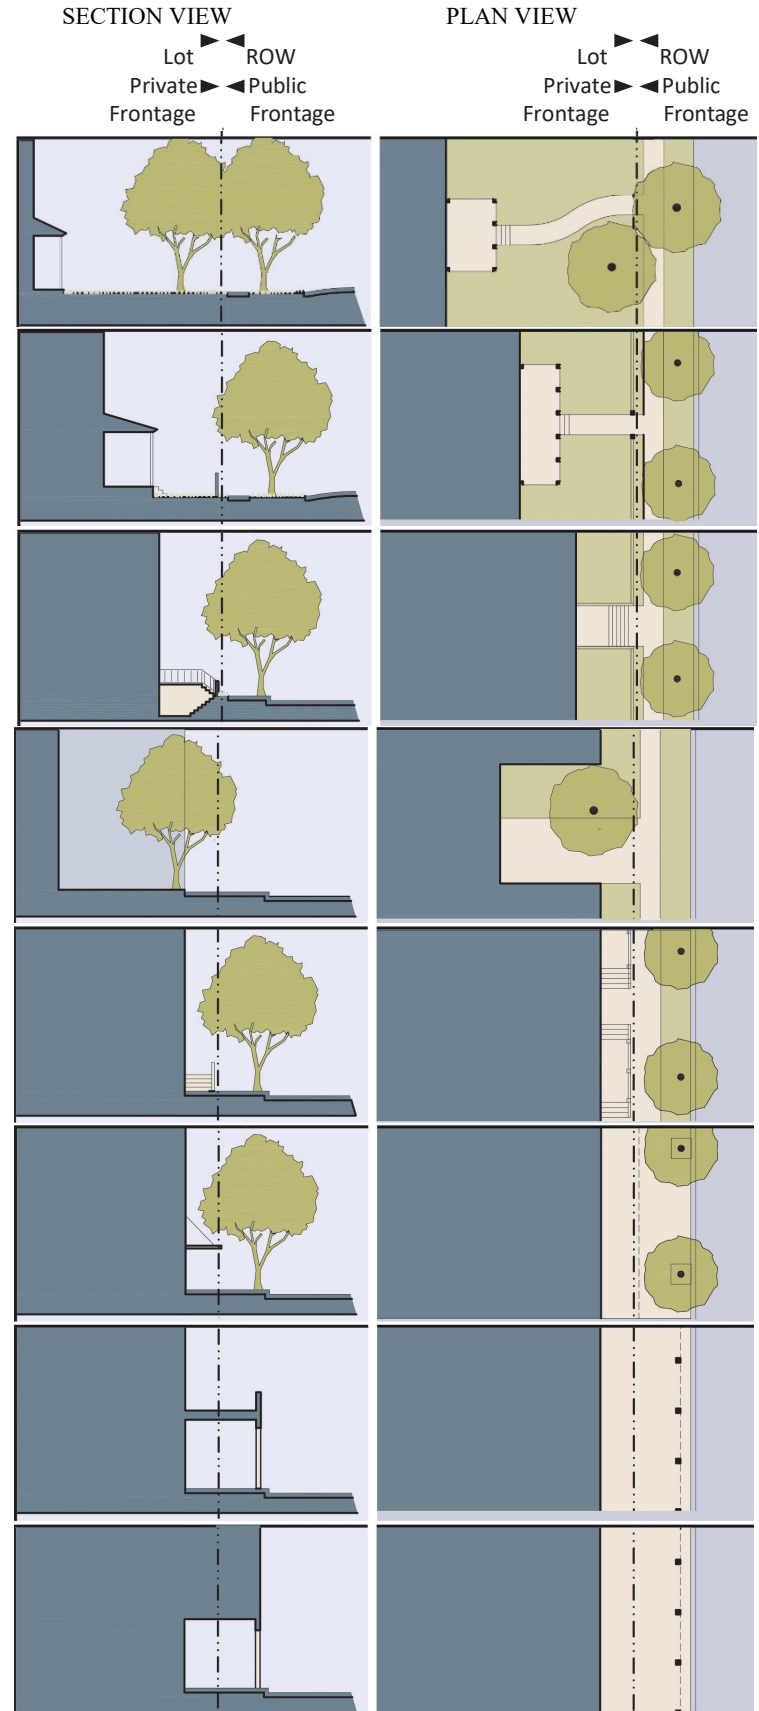 SECTION VIEW PLAN VIEW
Lot ►◄ ROW Lot ►◄ ROW
Private ►◄ Public Private ►◄ Public
Frontage Frontage Frontage Frontage